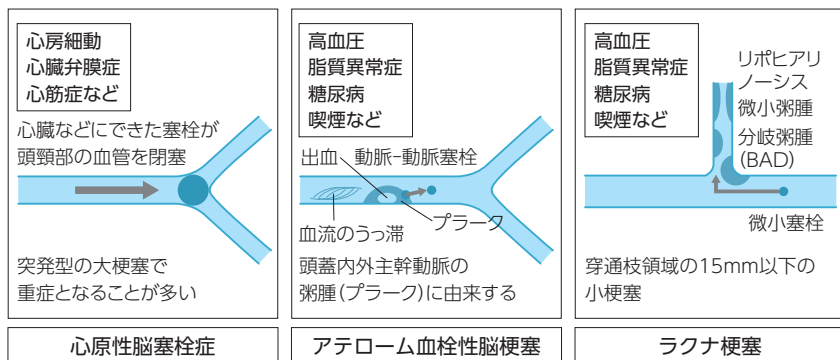 心房細動
心臓弁膜症
心筋症など
心臓などにできた塞栓が
頭頸部の血管を閉塞
突発型の大梗塞で
重症となることが多い
心原性脳塞栓症
高血圧
脂質異常症
糖尿病
喫煙など
出血 動脈-動脈塞栓
プラーク
血流のうっ滞
頭蓋内外主幹動脈の
粥腫(プラーク)に由来する
アテローム血栓性脳梗塞
高血圧
脂質異常症
糖尿病
喫煙など
リポヒアリ
ノーシス
微小粥腫
分岐粥腫
(BAD)
微小塞栓
穿通枝領域の15mm以下の
小梗塞
ラクナ梗塞